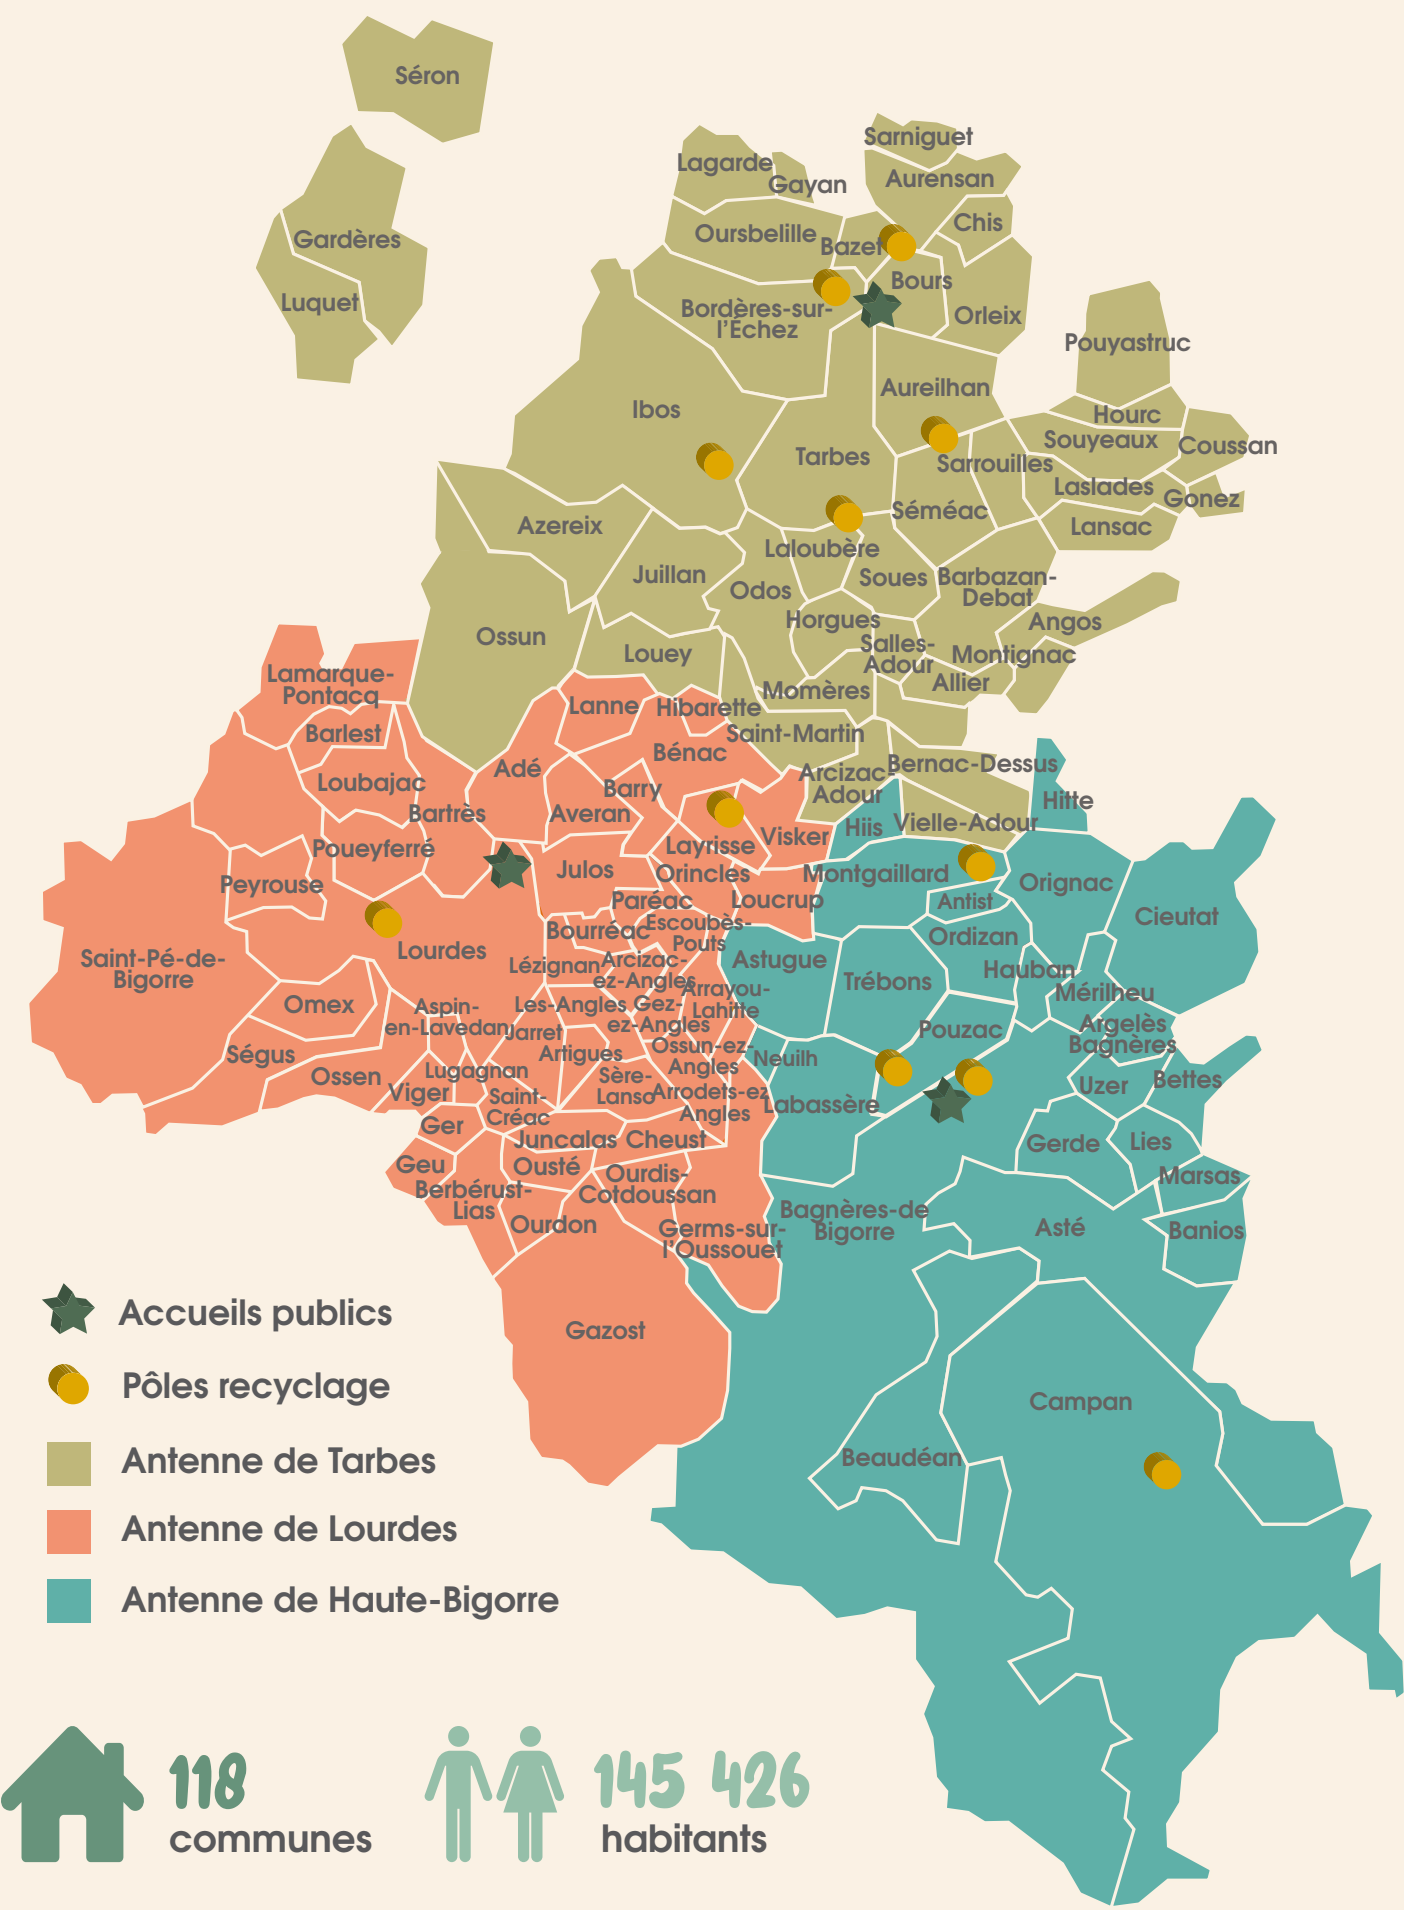 Séron
Sarniguet
Lagarde
Gayan
Aurensan
Gardères
Oursbelille
Bazet
Chis
Luquet
Bordères-sur-
l'Échez
Bours
Orleix
Pouyastruc
Ibos
Aureilhan
Hourc
Souyeaux
Coussan
Tarbes
Sarrouilles
Laslades
Gonez
Azereix
Séméac
Lansac
Laloubère
Juillan
Odos
Soues
Barbazan-
Debat
Ossun
Horgues
Angos
Louey
Salles-
Adour
Montignac
Lamarque-
Pontacq
Momères
Allier
Lanne
Hibarette
Barlest
Saint-Martin
Bénac
Loubajac
Adé
Arcizac-
Adour
Bernac-Dessus
Barry
Hitte
Bartrès
Averan
Visker
Hiis
Vielle-Adour
Poueyferré
Layrisse
Peyrouse
Julos
Orincles
Montgaillard
Orignac
Paréac
Loucrup
Antist
Cieutat
Bourréac
Escoubès-
Pouts
Ordizan
Saint-Pé-de-
Bigorre
Lourdes
Lézignan
Arcizac-
ez-Angles
Astugue
Trébons
Hauban
Omex
Aspin-
en-Lavedan
Les-Angles
Gez-
ez-Angles
Arrayou-
Lahitte
Mérilheu
Jarret
Pouzac
Argelès
Bagnères
Ségus
Artigues
Ossun-ez-
Angles
Neuilh
Ossen
Lugagnan
Sère-
Lanso
Uzer
Bettes
Viger
Saint-
Créac
Arrodets-ez
Angles
Labassère
Ger
Juncalas
Cheust
Gerde
Lies
Geu
Ousté
Ourdis-
Cotdoussan
Marsas
Berbérust-
Lias
Ourdon
Germs-sur-
l'Oussouet
Bagnères-de
Bigorre
Asté
Banios
Gazost
Campan
Beaudéan
Accueils publics
Pôles recyclage
Antenne de Tarbes
Antenne de Lourdes
Antenne de Haute-Bigorre
118
communes
145 426
habitants